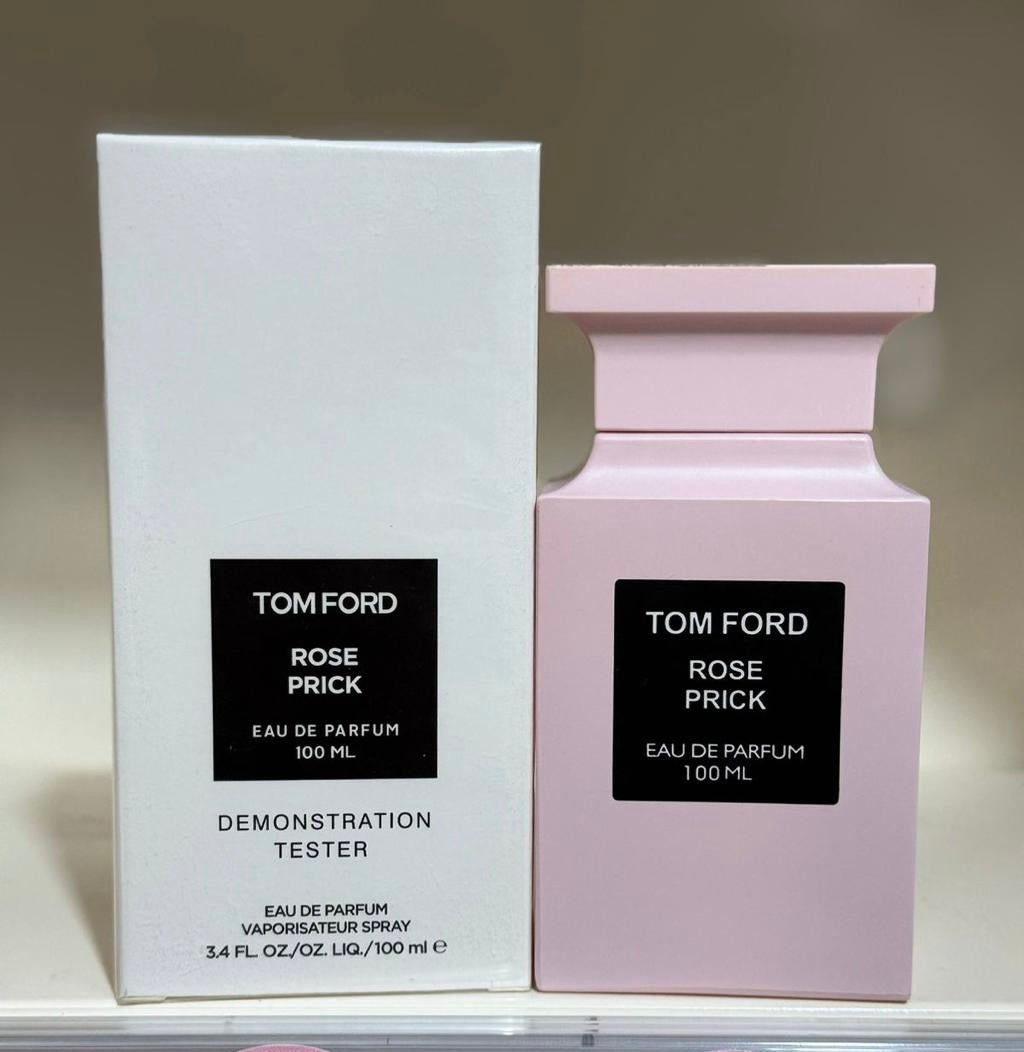 TOM FORD
ROSE
PRICK
EAU DE PARFUM
100 ML
DEMONSTRATION
TESTER
EAU DE PARFUM
VAPORISATEUR SPRAY
3.4 FL. OZ./OZ. LIQ./100 ml ℮
TOM FORD
ROSE
PRICK
EAU DE PARFUM
100 ML